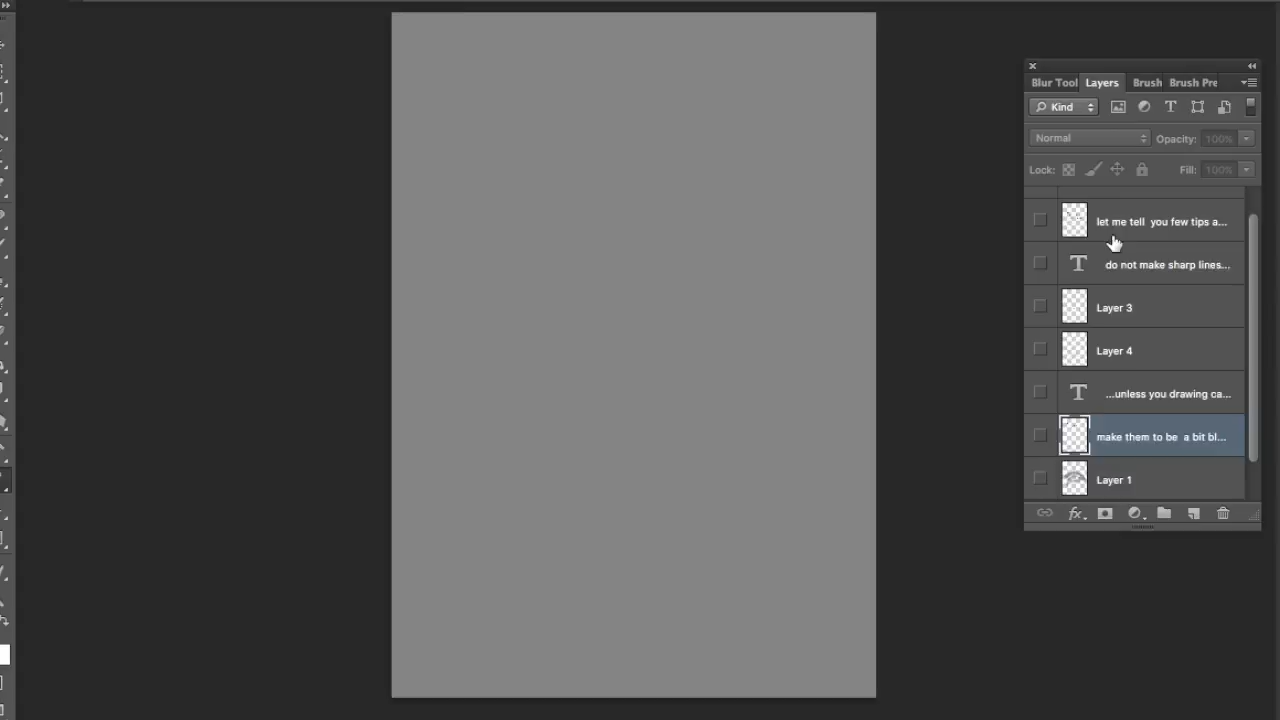 Blur Tool Layers Brush Brush Pre
Kind T
Normal Opacity: 100%
Lock: Fill: 100%
let me tell  you few tips a...
T do not make sharp lines...
Layer 3
Layer 4
T ...unless you drawing ca...
make them to be  a bit bl...
Layer 1
fx